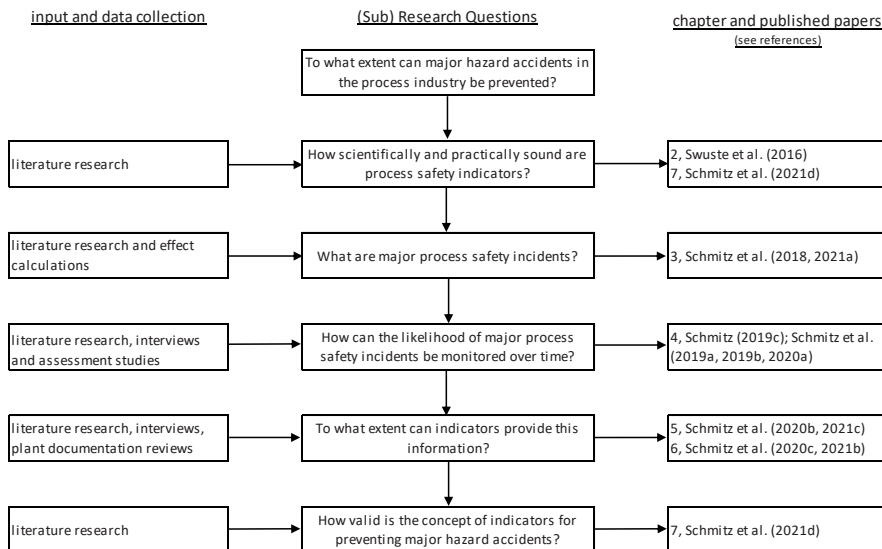 input and data collection
(Sub) Research Questions
chapter and published papers
(see references)
To what extent can major hazard accidents in
the process industry be prevented?
literature research
How scientifically and practically sound are
process safety indicators?
2, Swuste et al. (2016)
7, Schmitz et al. (2021d)
literature research and effect
calculations
What are major process safety incidents?
3, Schmitz et al. (2018, 2021a)
literature research, interviews
and assessment studies
How can the likelihood of major process
safety incidents be monitored over time?
4, Schmitz (2019c); Schmitz et al.
(2019a, 2019b, 2020a)
literature research, interviews,
plant documentation reviews
To what extent can indicators provide this
information?
5, Schmitz et al. (2020b, 2021c)
6, Schmitz et al. (2020c, 2021b)
literature research
How valid is the concept of indicators for
preventing major hazard accidents?
7, Schmitz et al. (2021d)